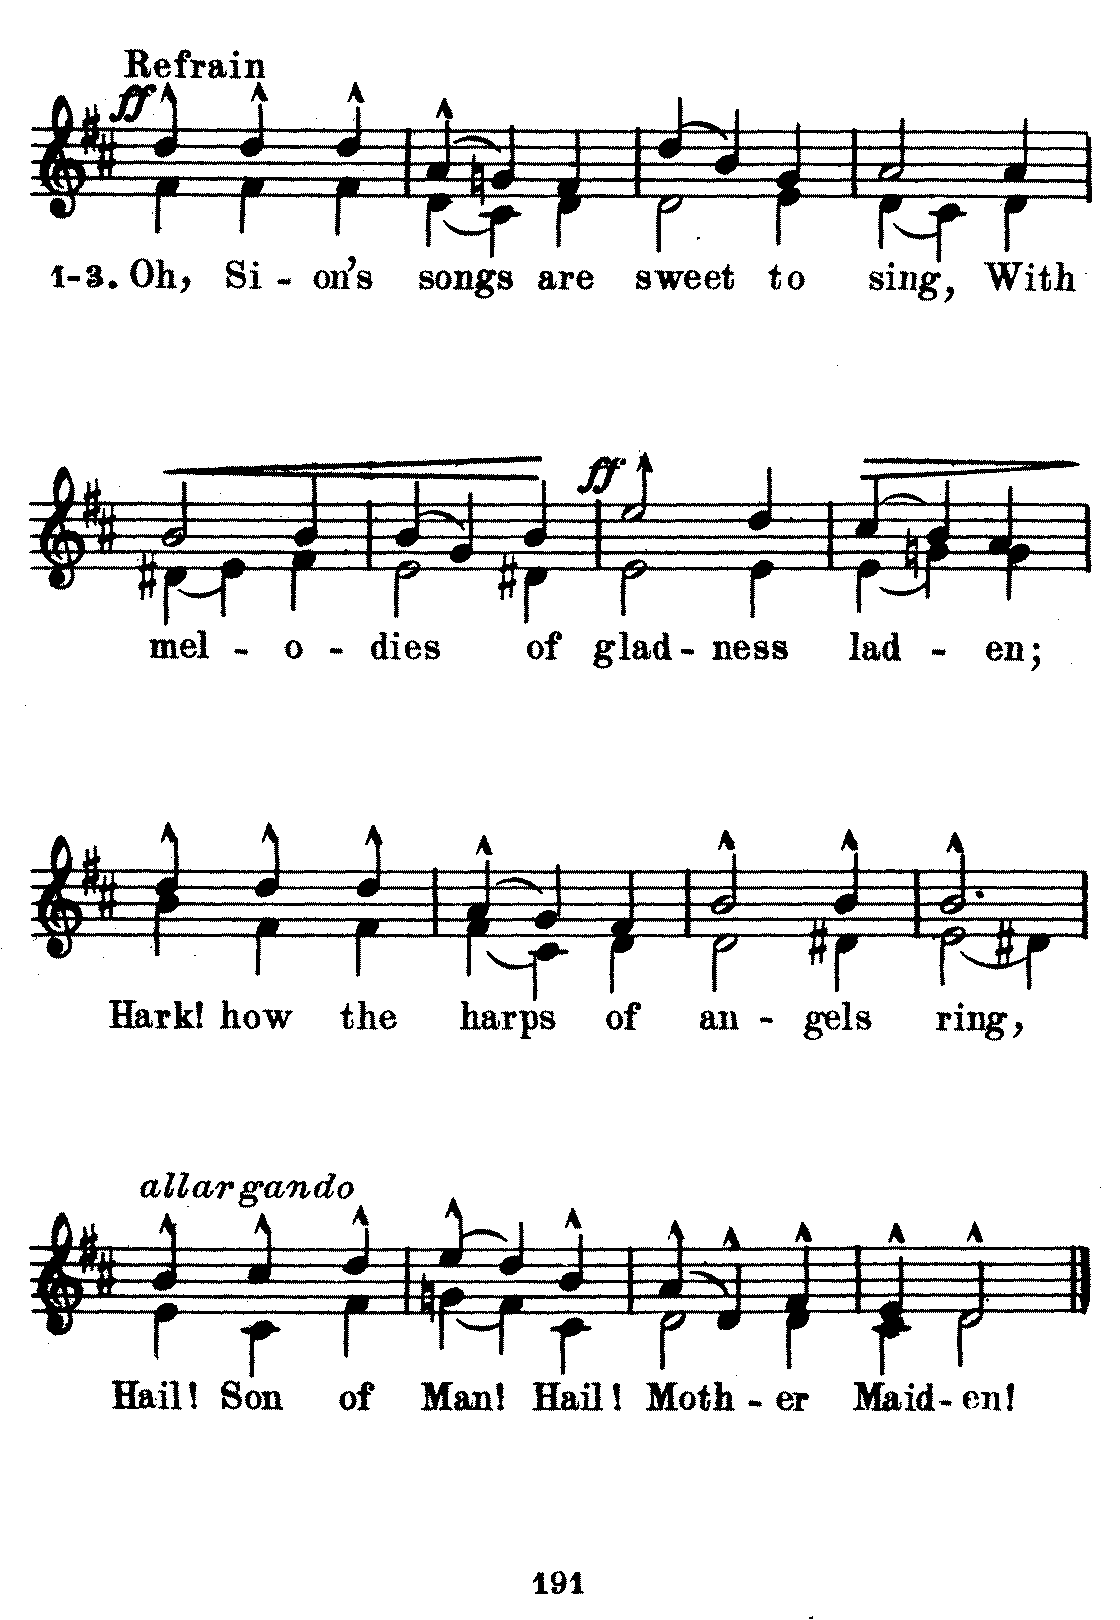 Refrain
ff
1-3. Oh, Si - on's songs are sweet to sing, With
ff
mel - o - dies of glad - ness lad - en;
Hark! how the harps of an - gels ring,
allargando
Hail! Son of Man! Hail! Moth - er Maid - en!
191